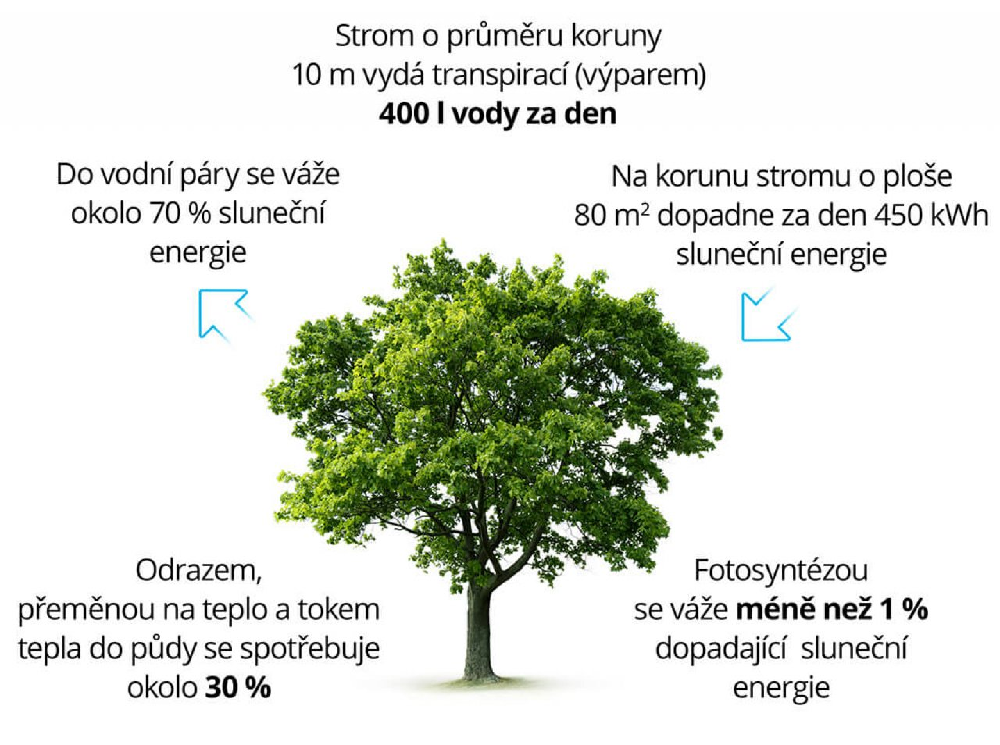 Strom o průměru koruny
10 m vydá transpirací (výparem)
400 l vody za den
Do vodní páry se váže
okolo 70 % sluneční
energie
Na korunu stromu o ploše
80 m² dopadne za den 450 kWh
sluneční energie
Odrazem,
přeměnou na teplo a tokem
tepla do půdy se spotřebuje
okolo 30 %
Fotosyntézou
se váže méně než 1 %
dopadající sluneční
energie